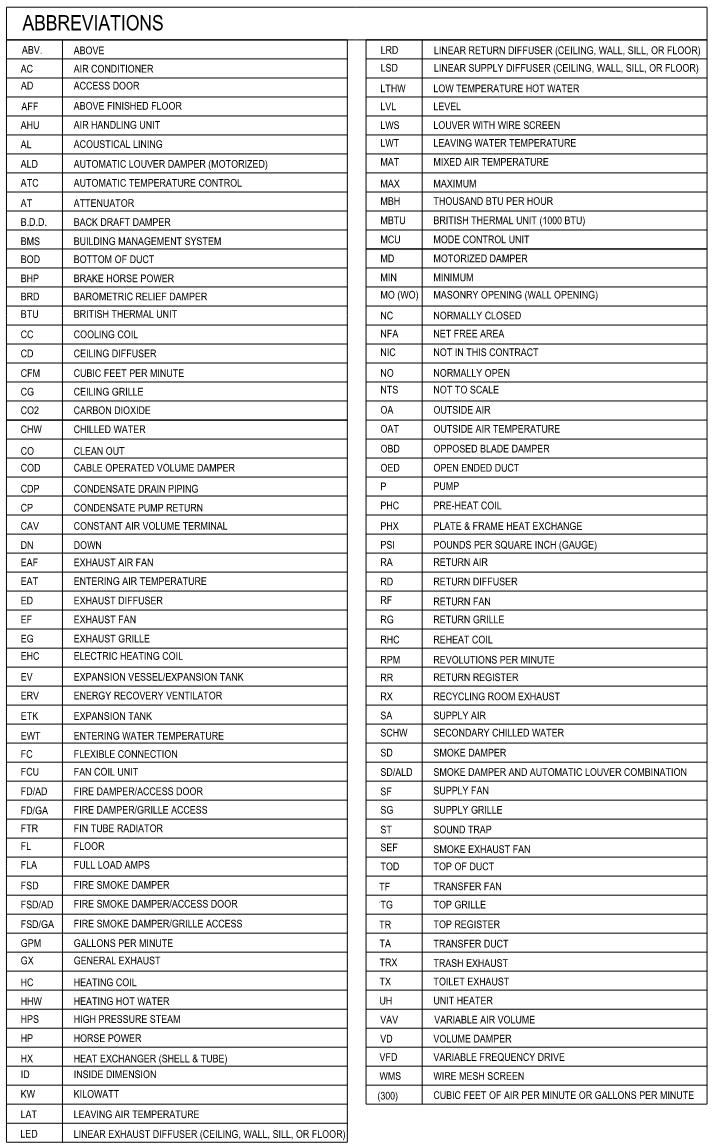 ABBREVIATIONS
ABV. ABOVE
AC AIR CONDITIONER
AD ACCESS DOOR
AFF ABOVE FINISHED FLOOR
AHU AIR HANDLING UNIT
AL ACOUSTICAL LINING
ALD AUTOMATIC LOUVER DAMPER (MOTORIZED)
ATC AUTOMATIC TEMPERATURE CONTROL
AT ATTENUATOR
B.D.D. BACK DRAFT DAMPER
BMS BUILDING MANAGEMENT SYSTEM
BOD BOTTOM OF DUCT
BHP BRAKE HORSE POWER
BRD BAROMETRIC RELIEF DAMPER
BTU BRITISH THERMAL UNIT
CC COOLING COIL
CD CEILING DIFFUSER
CFM CUBIC FEET PER MINUTE
CG CEILING GRILLE
CO2 CARBON DIOXIDE
CHW CHILLED WATER
CO CLEAN OUT
COD CABLE OPERATED VOLUME DAMPER
CDP CONDENSATE DRAIN PIPING
CP CONDENSATE PUMP RETURN
CAV CONSTANT AIR VOLUME TERMINAL
DN DOWN
EAF EXHAUST AIR FAN
EAT ENTERING AIR TEMPERATURE
ED EXHAUST DIFFUSER
EF EXHAUST FAN
EG EXHAUST GRILLE
EHC ELECTRIC HEATING COIL
EV EXPANSION VESSEL/EXPANSION TANK
ERV ENERGY RECOVERY VENTILATOR
ETK EXPANSION TANK
EWT ENTERING WATER TEMPERATURE
FC FLEXIBLE CONNECTION
FCU FAN COIL UNIT
FD/AD FIRE DAMPER/ACCESS DOOR
FD/GA FIRE DAMPER/GRILLE ACCESS
FTR FIN TUBE RADIATOR
FL FLOOR
FLA FULL LOAD AMPS
FSD FIRE SMOKE DAMPER
FSD/AD FIRE SMOKE DAMPER/ACCESS DOOR
FSD/GA FIRE SMOKE DAMPER/GRILLE ACCESS
GPM GALLONS PER MINUTE
GX GENERAL EXHAUST
HC HEATING COIL
HHW HEATING HOT WATER
HPS HIGH PRESSURE STEAM
HP HORSE POWER
HX HEAT EXCHANGER (SHELL & TUBE)
ID INSIDE DIMENSION
KW KILOWATT
LAT LEAVING AIR TEMPERATURE
LED LINEAR EXHAUST DIFFUSER (CEILING, WALL, SILL, OR FLOOR)
LRD LINEAR RETURN DIFFUSER (CEILING, WALL, SILL, OR FLOOR)
LSD LINEAR SUPPLY DIFFUSER (CEILING, WALL, SILL, OR FLOOR)
LTHW LOW TEMPERATURE HOT WATER
LVL LEVEL
LWS LOUVER WITH WIRE SCREEN
LWT LEAVING WATER TEMPERATURE
MAT MIXED AIR TEMPERATURE
MAX MAXIMUM
MBH THOUSAND BTU PER HOUR
MBTU BRITISH THERMAL UNIT (1000 BTU)
MCU MODE CONTROL UNIT
MD MOTORIZED DAMPER
MIN MINIMUM
MO (WO) MASONRY OPENING (WALL OPENING)
NC NORMALLY CLOSED
NFA NET FREE AREA
NIC NOT IN THIS CONTRACT
NO NORMALLY OPEN
NTS NOT TO SCALE
OA OUTSIDE AIR
OAT OUTSIDE AIR TEMPERATURE
OBD OPPOSED BLADE DAMPER
OED OPEN ENDED DUCT
P PUMP
PHC PRE-HEAT COIL
PHX PLATE & FRAME HEAT EXCHANGE
PSI POUNDS PER SQUARE INCH (GAUGE)
RA RETURN AIR
RD RETURN DIFFUSER
RF RETURN FAN
RG RETURN GRILLE
RHC REHEAT COIL
RPM REVOLUTIONS PER MINUTE
RR RETURN REGISTER
RX RECYCLING ROOM EXHAUST
SA SUPPLY AIR
SCHW SECONDARY CHILLED WATER
SD SMOKE DAMPER
SD/ALD SMOKE DAMPER AND AUTOMATIC LOUVER COMBINATION
SF SUPPLY FAN
SG SUPPLY GRILLE
ST SOUND TRAP
SEF SMOKE EXHAUST FAN
TOD TOP OF DUCT
TF TRANSFER FAN
TG TOP GRILLE
TR TOP REGISTER
TA TRANSFER DUCT
TRX TRASH EXHAUST
TX TOILET EXHAUST
UH UNIT HEATER
VAV VARIABLE AIR VOLUME
VD VOLUME DAMPER
VFD VARIABLE FREQUENCY DRIVE
WMS WIRE MESH SCREEN
(300) CUBIC FEET OF AIR PER MINUTE OR GALLONS PER MINUTE